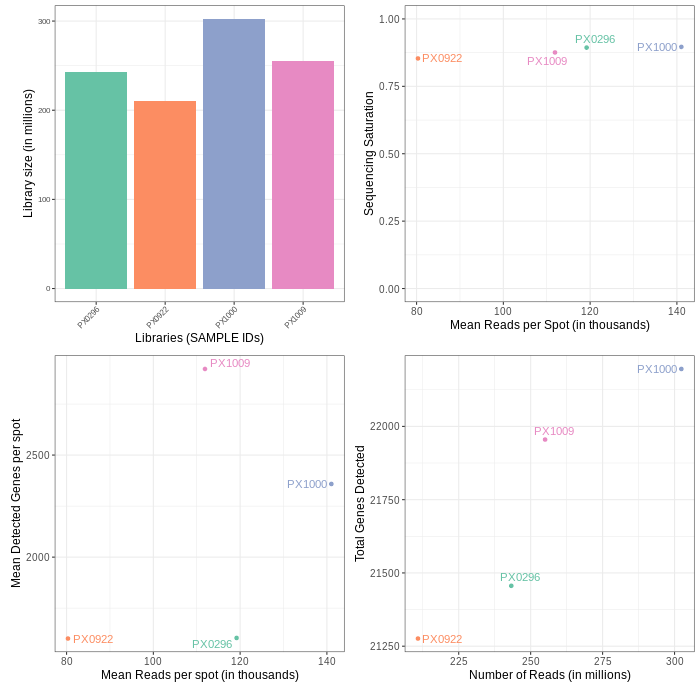 Library size (in millions)
300
200
100
0
PX0296
PX0922
PX1000
PX1009
Libraries (SAMPLE IDs)
Sequencing Saturation
1.00
0.75
0.50
0.25
0.00
PX0922
PX1009
PX0296
PX1000
80 100 120 140
Mean Reads per Spot (in thousands)
Mean Detected Genes per spot
2500
2000
PX1009
PX1000
PX0922
PX0296
80 100 120 140
Mean Reads per spot (in thousands)
Total Genes Detected
22000
21750
21500
21250
PX1000
PX1009
PX0296
PX0922
225 250 275 300
Number of Reads (in millions)